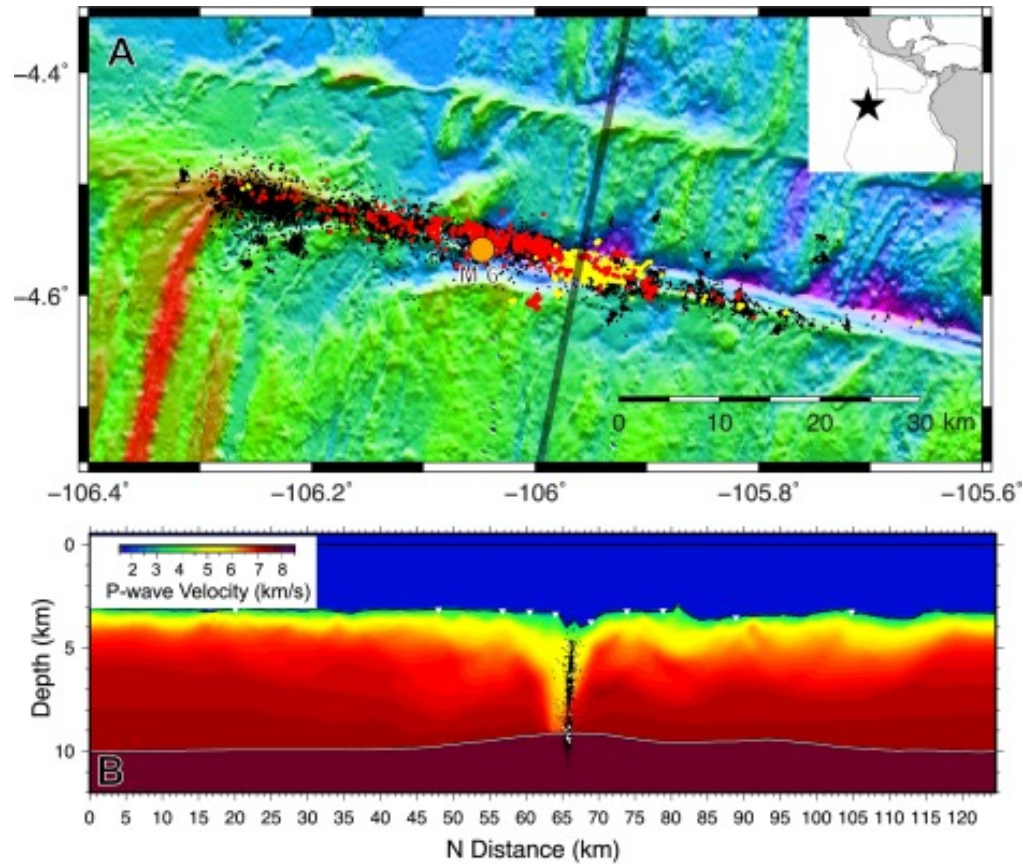 A
−4.4°
−4.6°
M 6
0 10 20 30 km
−106.4° −106.2° −106° −105.8° −105.6°
0
5
10
Depth (km)
2 3 4 5 6 7 8
P-wave Velocity (km/s)
B
0 5 10 15 20 25 30 35 40 45 50 55 60 65 70 75 80 85 90 95 100 105 110 115 120
N Distance (km)